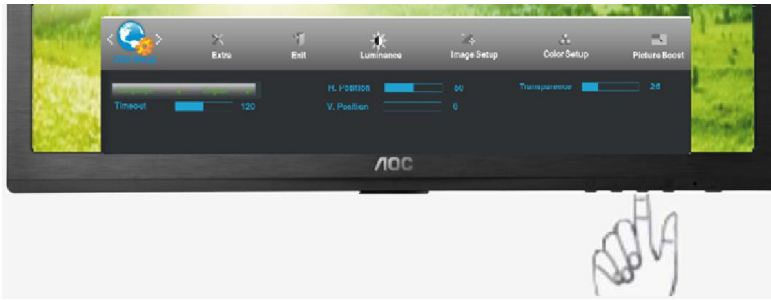 Extra
Exit
Luminance
Image Setup
Color Setup
Picture Boost
H. Position 50
Transparence 25
Timeout 120
V. Position 0
AOC